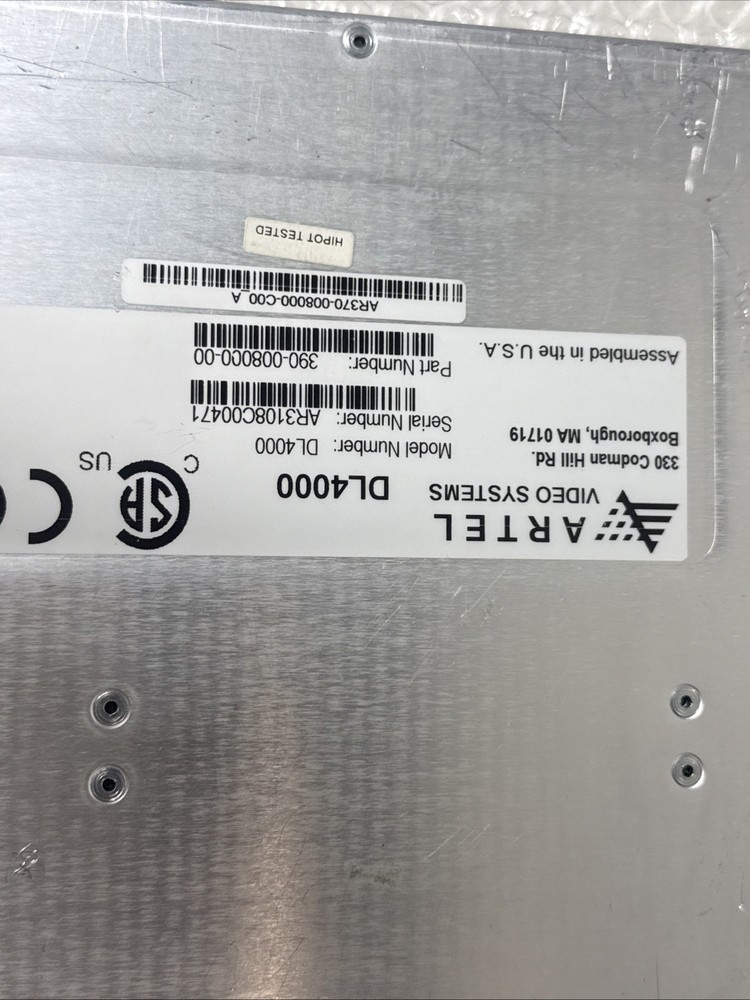 ARTEL
VIDEO SYSTEMS
330 Codman Hill Rd.
Boxborough, MA 01719
Assembled in the U.S.A.
DL4000
Model Number: DL4000
Serial Number: AR3108C00471
Part Number: 390-008000-00
C SA US
C
AR370-008000-C00 A
HIPOT TESTED